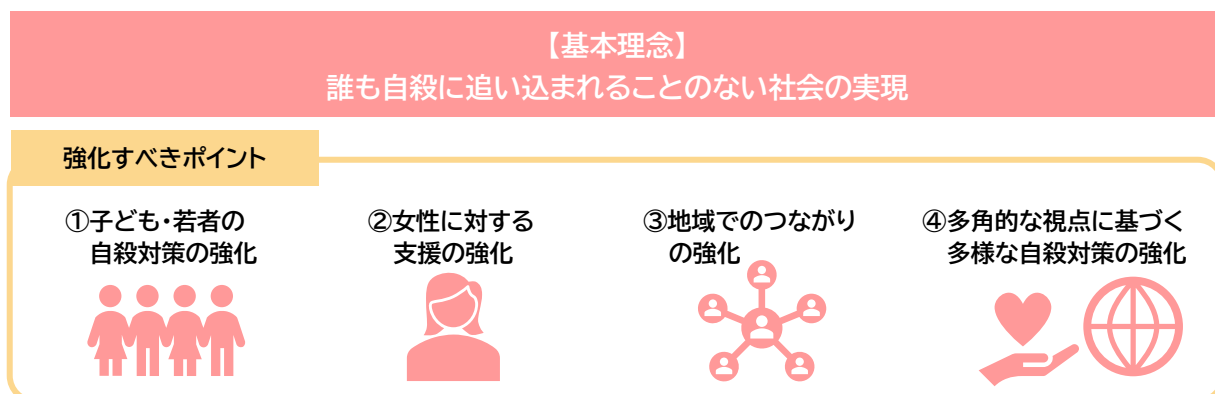 【基本理念】
誰も自殺に追い込まれることのない社会の実現
強化すべきポイント
①子ども・若者の
自殺対策の強化
②女性に対する
支援の強化
③地域でのつながり
の強化
④多角的な視点に基づく
多様な自殺対策の強化